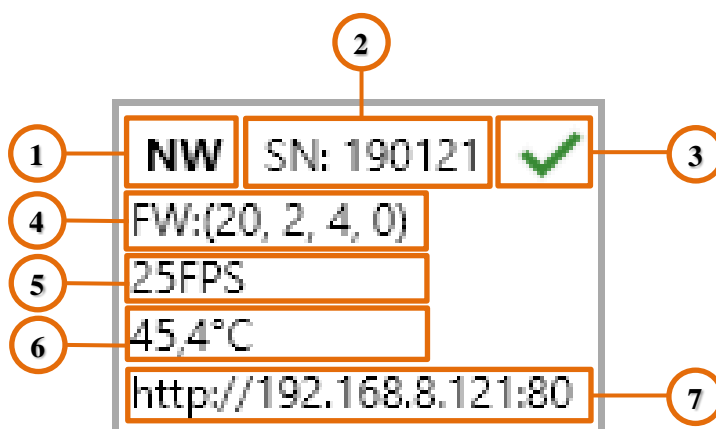 2
1 NW SN: 190121 3
4 FW:(20, 2, 4, 0)
5 25FPS
6 45,4°C
http://192.168.8.121:80 7